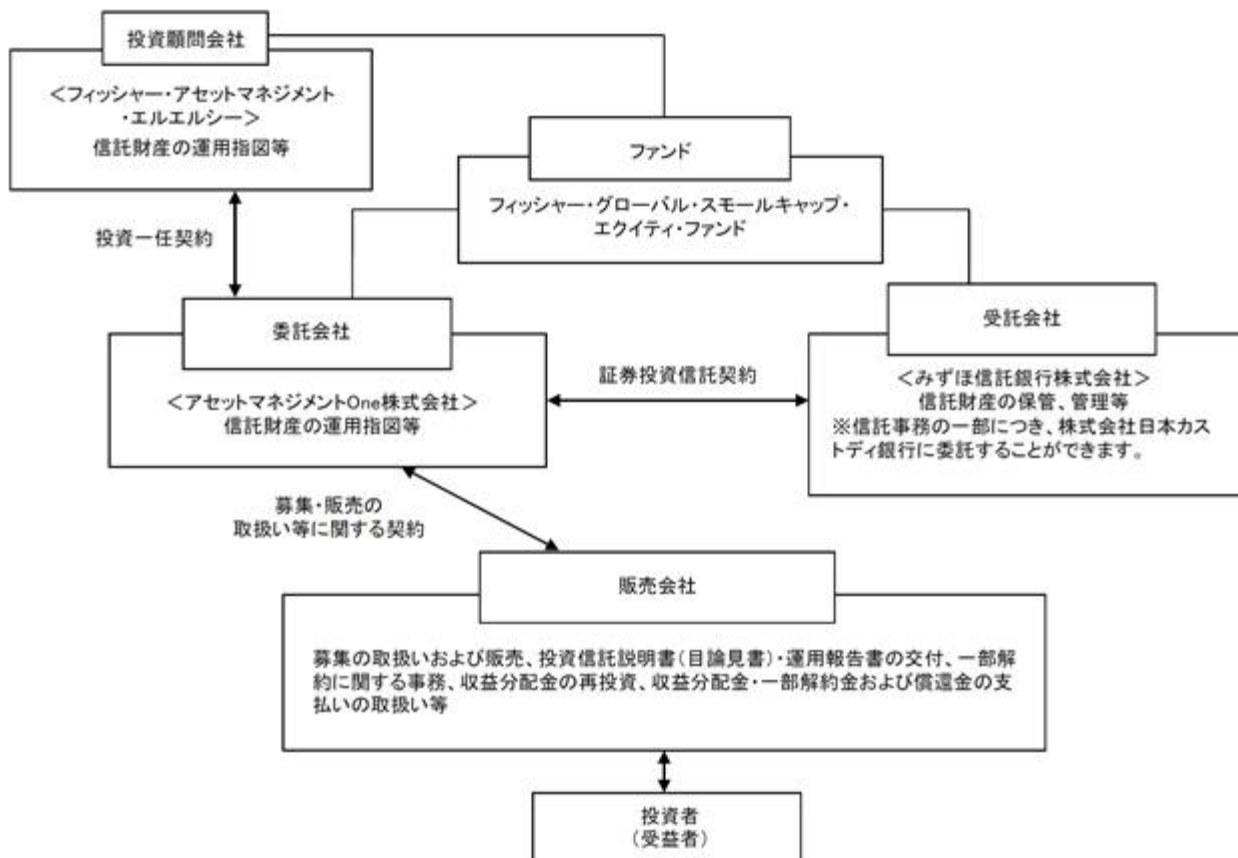 投資顧問会社
<フィッシャー・アセットマネジメント
・エルエルシー>
信託財産の運用指図等
ファンド
フィッシャー・グローバル・スモールキャップ・
エクイティ・ファンド
投資一任契約
委託会社
<アセットマネジメントOne株式会社>
信託財産の運用指図等
証券投資信託契約
受託会社
<みずほ信託銀行株式会社>
信託財産の保管、管理等
※信託事務の一部につき、株式会社日本カス
トディ銀行に委託することができます。
募集・販売の
取扱い等に関する契約
販売会社
募集の取扱いおよび販売、投資信託説明書(目論見書)・運用報告書の交付、一部解
約に関する事務、収益分配金の再投資、収益分配金・一部解約金および償還金の支
払いの取扱い等
投資者
(受益者)